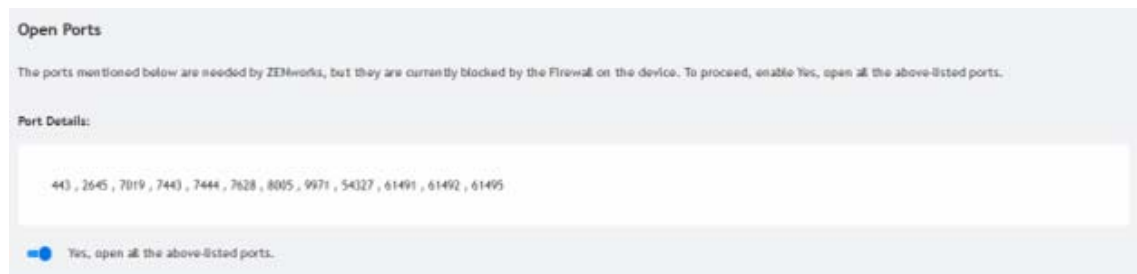 Open Ports
The ports mentioned below are needed by ZENworks, but they are currently blocked by the Firewall on the device. To proceed, enable Yes, open all the above-listed ports.
Port Details:
443 , 2645 , 7019 , 7443 , 7444 , 7628 , 8005 , 9971 , 54327 , 61491 , 61492 , 61495
Yes, open all the above-listed ports.